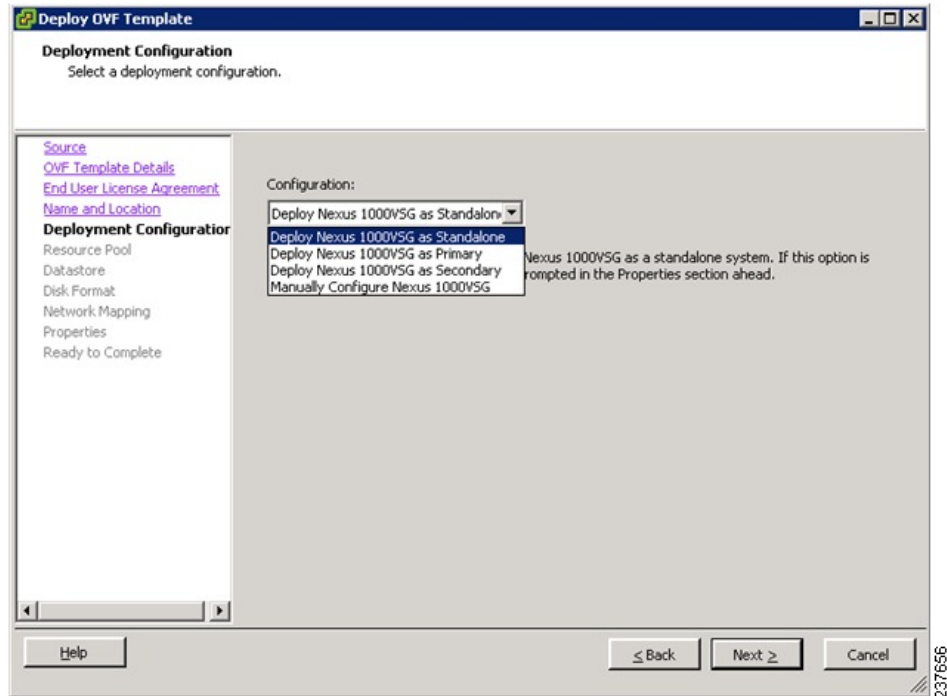 Deploy OVF Template
Deployment Configuration
Select a deployment configuration.
Source
OVF Template Details
End User License Agreement
Name and Location
Deployment Configuration
Resource Pool
Datastore
Disk Format
Network Mapping
Properties
Ready to Complete
Configuration:
Deploy Nexus 1000VSG as Standalon
Deploy Nexus 1000VSG as Standalone
Deploy Nexus 1000VSG as Primary
Deploy Nexus 1000VSG as Secondary
Manually Configure Nexus 1000VSG
Nexus 1000VSG as a standalone system. If this option is
rompted in the Properties section ahead.
Help
≤ Back
Next ≥
Cancel
237656